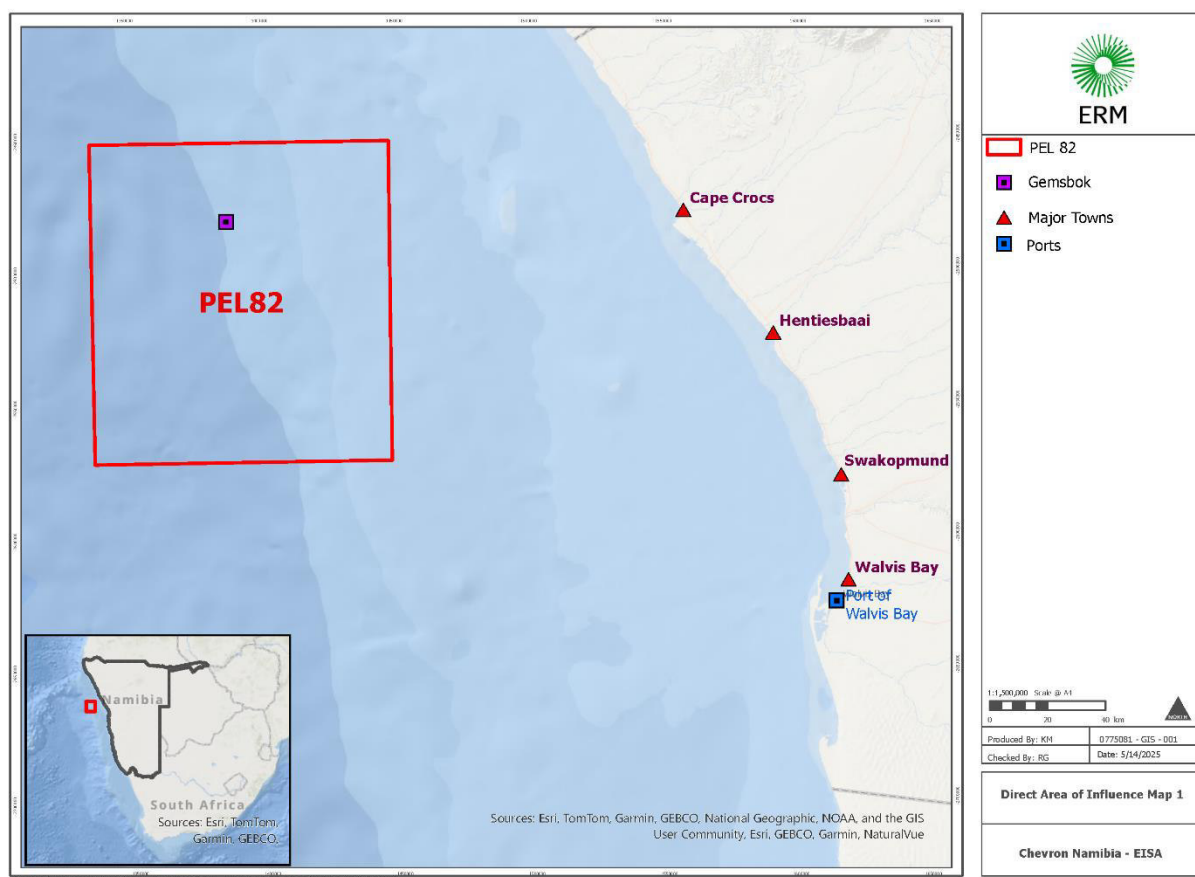 Cape Crocs
PEL82
Hentiesbaai
Swakopmund
Walvis Bay
Port of
Walvis Bay
Namibia
South Africa
Sources: Esri, TomTom,
Garmin, GEBCO,
Sources: Esri, TomTom, Garmin, GEBCO, National Geographic, NOAA, and the GIS
User Community, Esri, GEBCO, Garmin, NaturalVue
ERM
PEL 82
Gemsbok
Major Towns
Ports
1:1,500,000 Scale @ A4
0 20 40 km
NORTH
Produced By: KM 0775081 - GIS - 001
Checked By: RG Date: 5/14/2025
Direct Area of Influence Map 1
Chevron Namibia - EISA